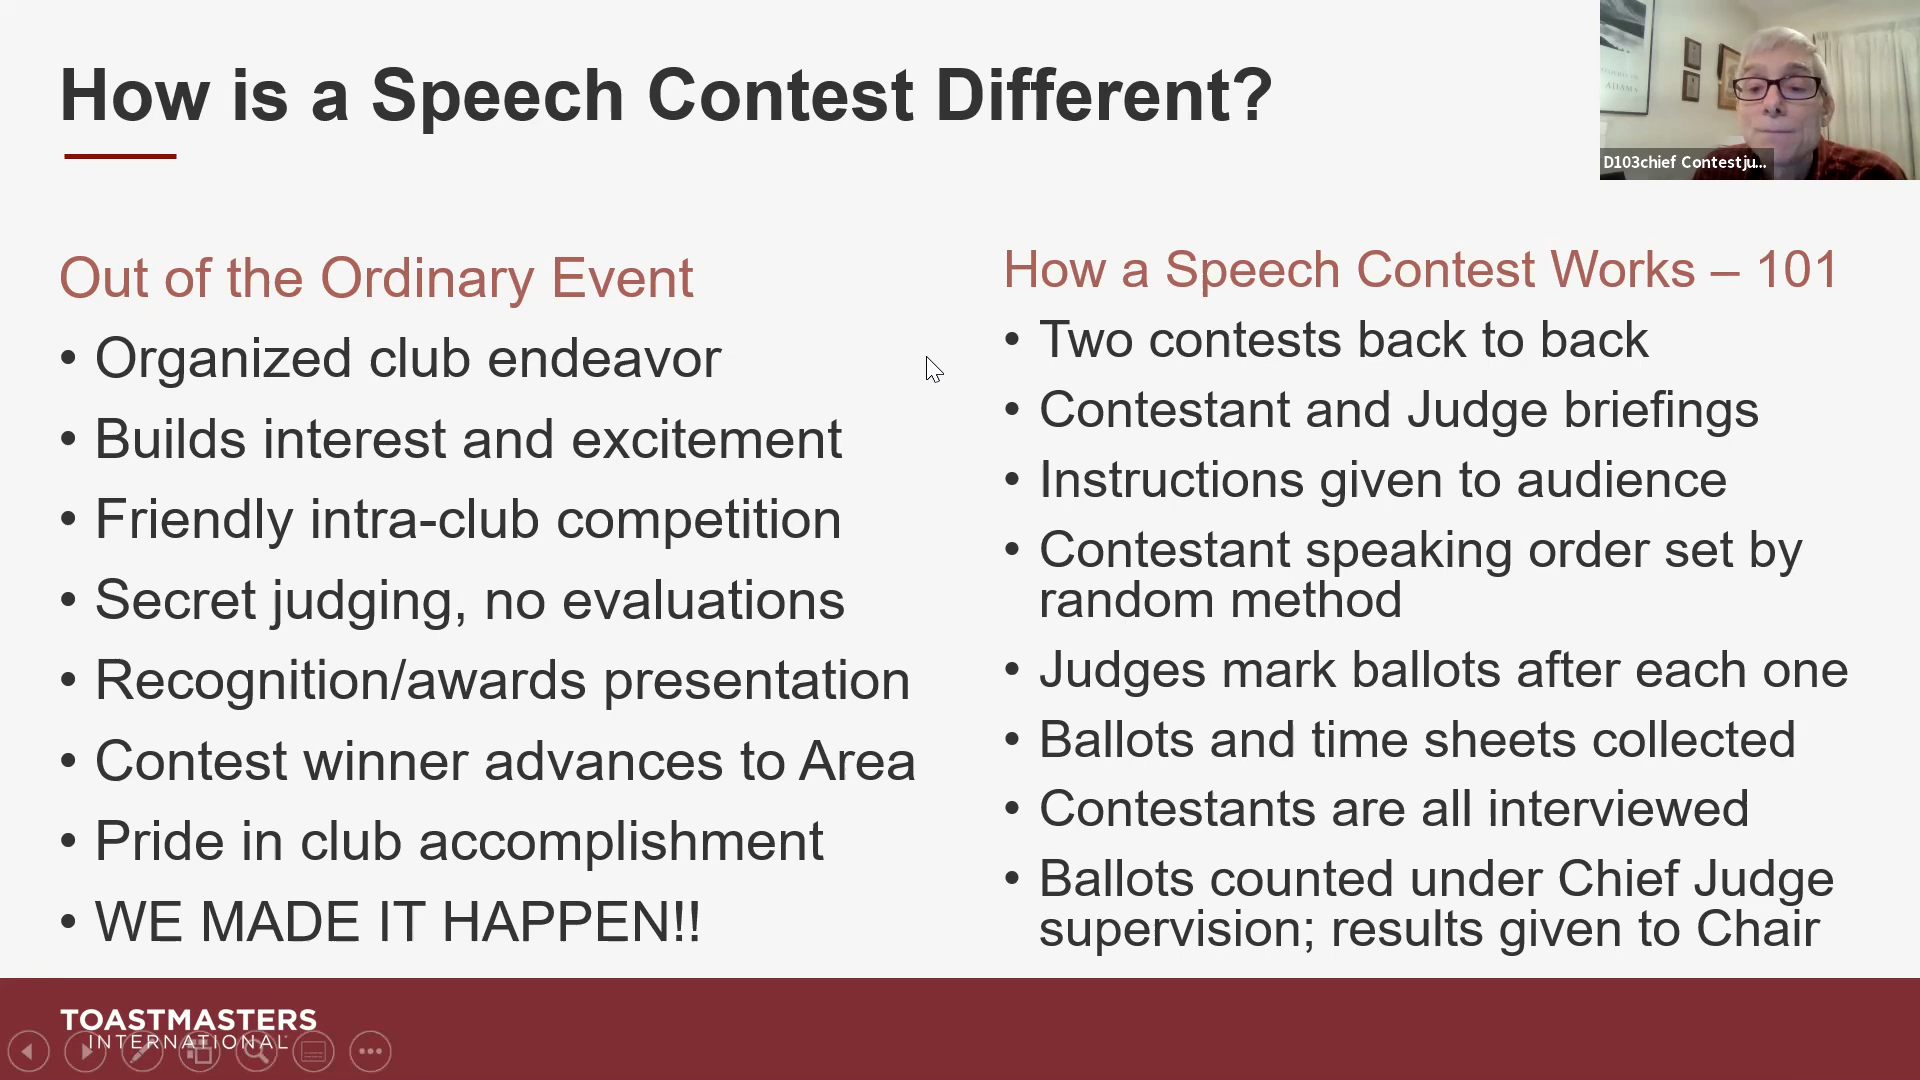 How is a Speech Contest Different?
D103chief Contestju...
Out of the Ordinary Event
• Organized club endeavor
• Builds interest and excitement
• Friendly intra-club competition
• Secret judging, no evaluations
• Recognition/awards presentation
• Contest winner advances to Area
• Pride in club accomplishment
• WE MADE IT HAPPEN!!
How a Speech Contest Works – 101
• Two contests back to back
• Contestant and Judge briefings
• Instructions given to audience
• Contestant speaking order set by
random method
• Judges mark ballots after each one
• Ballots and time sheets collected
• Contestants are all interviewed
• Ballots counted under Chief Judge
supervision; results given to Chair
TOASTMASTERS
INTERNATIONAL